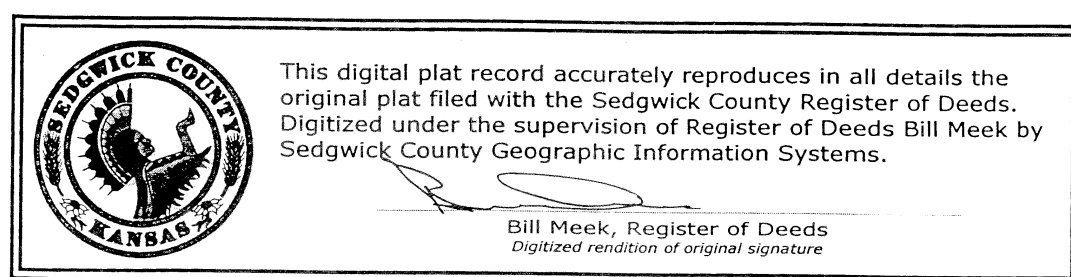 SEDGWICK COUNTY
KANSAS
This digital plat record accurately reproduces in all details the
original plat filed with the Sedgwick County Register of Deeds.
Digitized under the supervision of Register of Deeds Bill Meek by
Sedgwick County Geographic Information Systems.
Bill Meek, Register of Deeds
Digitized rendition of original signature